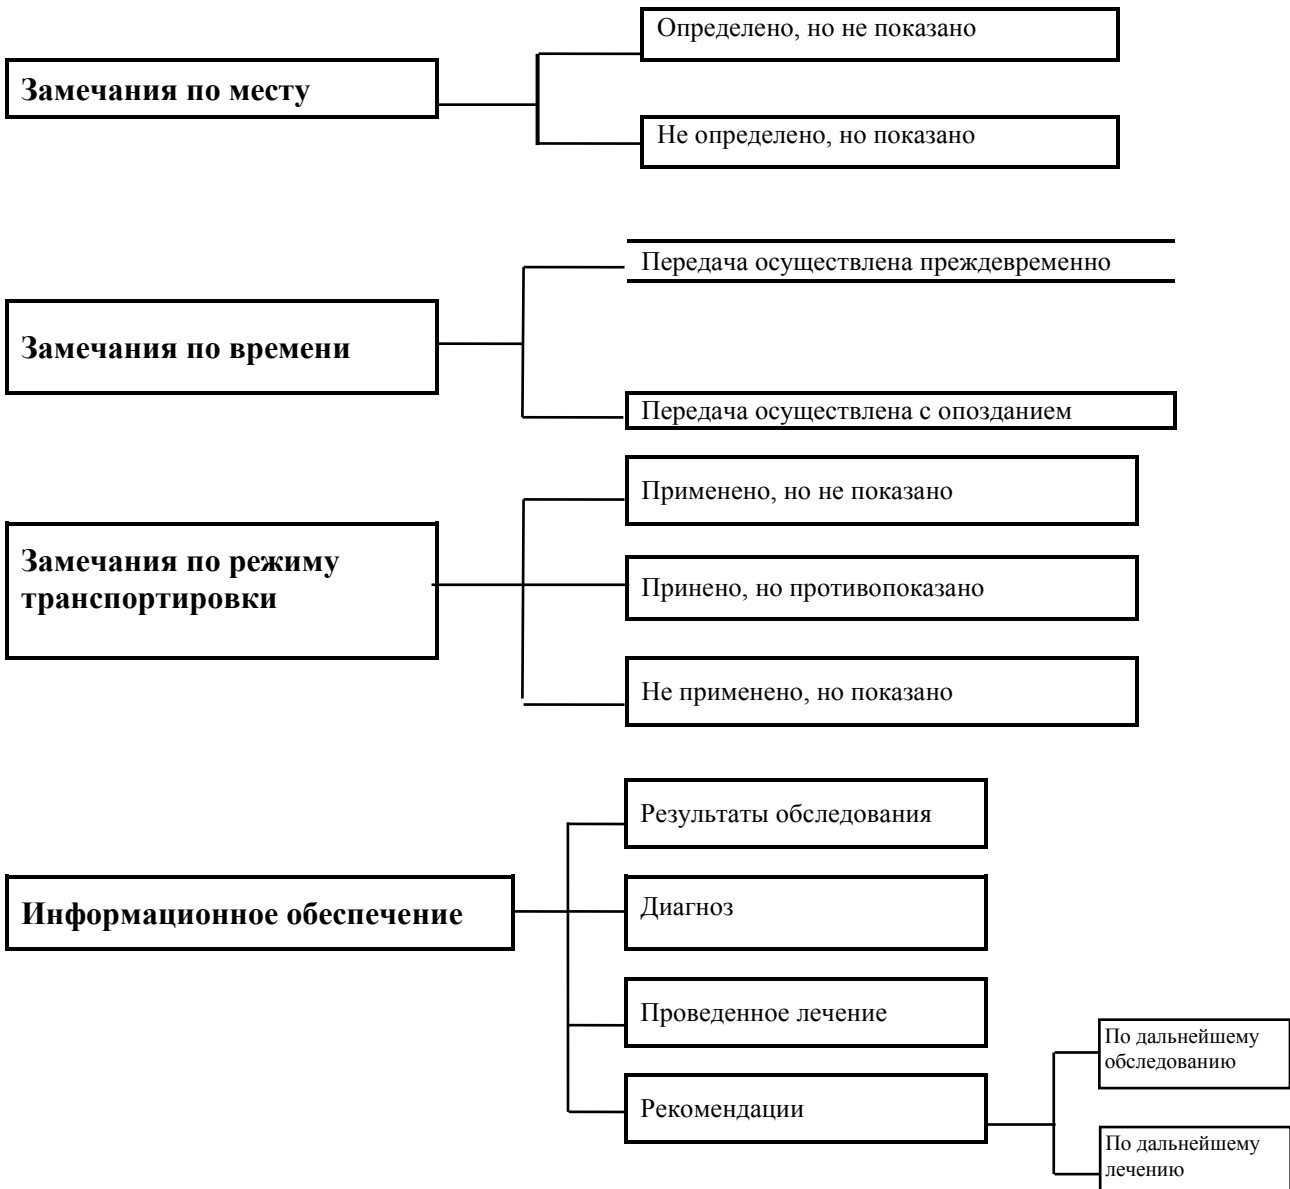 Определено, но не показано
Замечания по месту
Не определено, но показано
Передача осуществлена преждевременно
Замечания по времени
Передача осуществлена с опозданием
Применено, но не показано
Замечания по режиму
транспортировки
Принено, но противопоказано
Не применено, но показано
Результаты обследования
Информационное обеспечение
Диагноз
Проведенное лечение
Рекомендации
По дальнейшему
обследованию
По дальнейшему
лечению